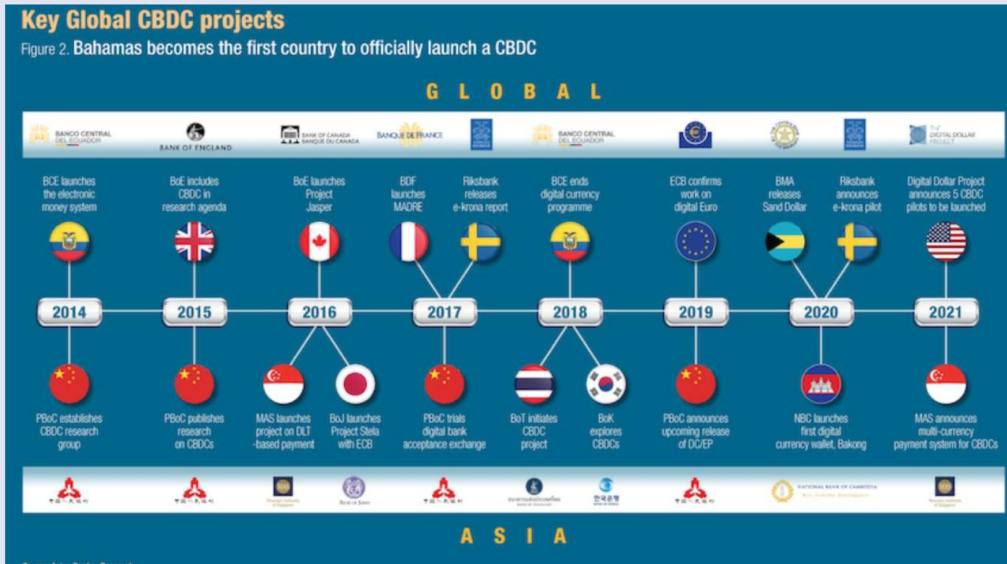 Key Global CBDC projects
Figure 2. Bahamas becomes the first country to officially launch a CBDC
GLOBAL
BANCO CENTRAL
DEL ECUADOR
BANK OF ENGLAND
BANK OF CANADA
BANQUE DU CANADA
BANQUE DE FRANCE
BANCO CENTRAL
DEL ECUADOR
THE
DIGITAL DOLLAR
PROJECT
BCE launches
the electronic
money system
BoE includes
CBDC in
research agenda
BoE launches
Project
Jasper
BDF
launches
MADRE
Riksbank
releases
e-krona report
BCE ends
digital currency
programme
ECB confirms
work on
digital Euro
BMA
releases
Sand Dollar
Riksbank
announces
e-krona pilot
Digital Dollar Project
announces 5 CBDC
pilots to be launched
2014
2015
2016
2017
2018
2019
2020
2021
PBoC establishes
CBDC research
group
PBoC publishes
research
on CBDCs
MAS launches
project on DLT
-based payment
BoJ launches
Project Stela
with ECB
PBoC trials
digital bank
acceptance exchange
BoT initiates
CBDC
project
BoK
explores
CBDCs
PBoC announces
upcoming release
of DC/EP
NBC launches
first digital
currency wallet, Bakong
MAS announces
multi-currency
payment system for CBDCs
BANK OF JAPAN
한국은행
NATIONAL BANK OF CAMBODIA
ASIA